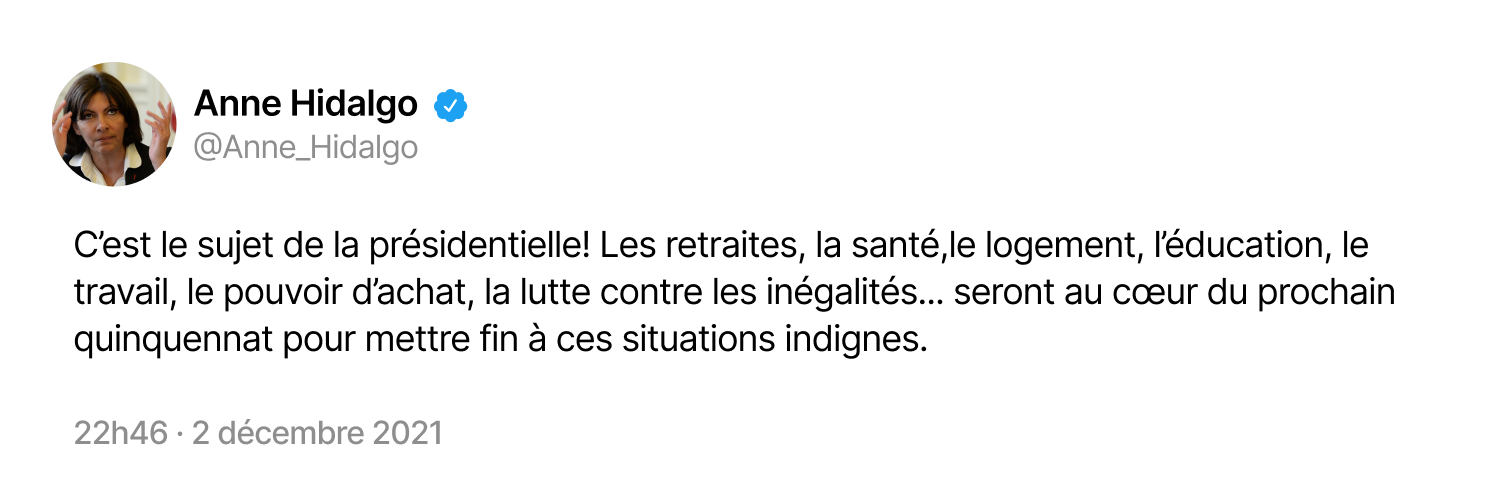 Anne Hidalgo
@Anne_Hidalgo
C’est le sujet de la présidentielle! Les retraites, la santé,le logement, l’éducation, le
travail, le pouvoir d’achat, la lutte contre les inégalités... seront au cœur du prochain
quinquennat pour mettre fin à ces situations indignes.
22h46 · 2 décembre 2021